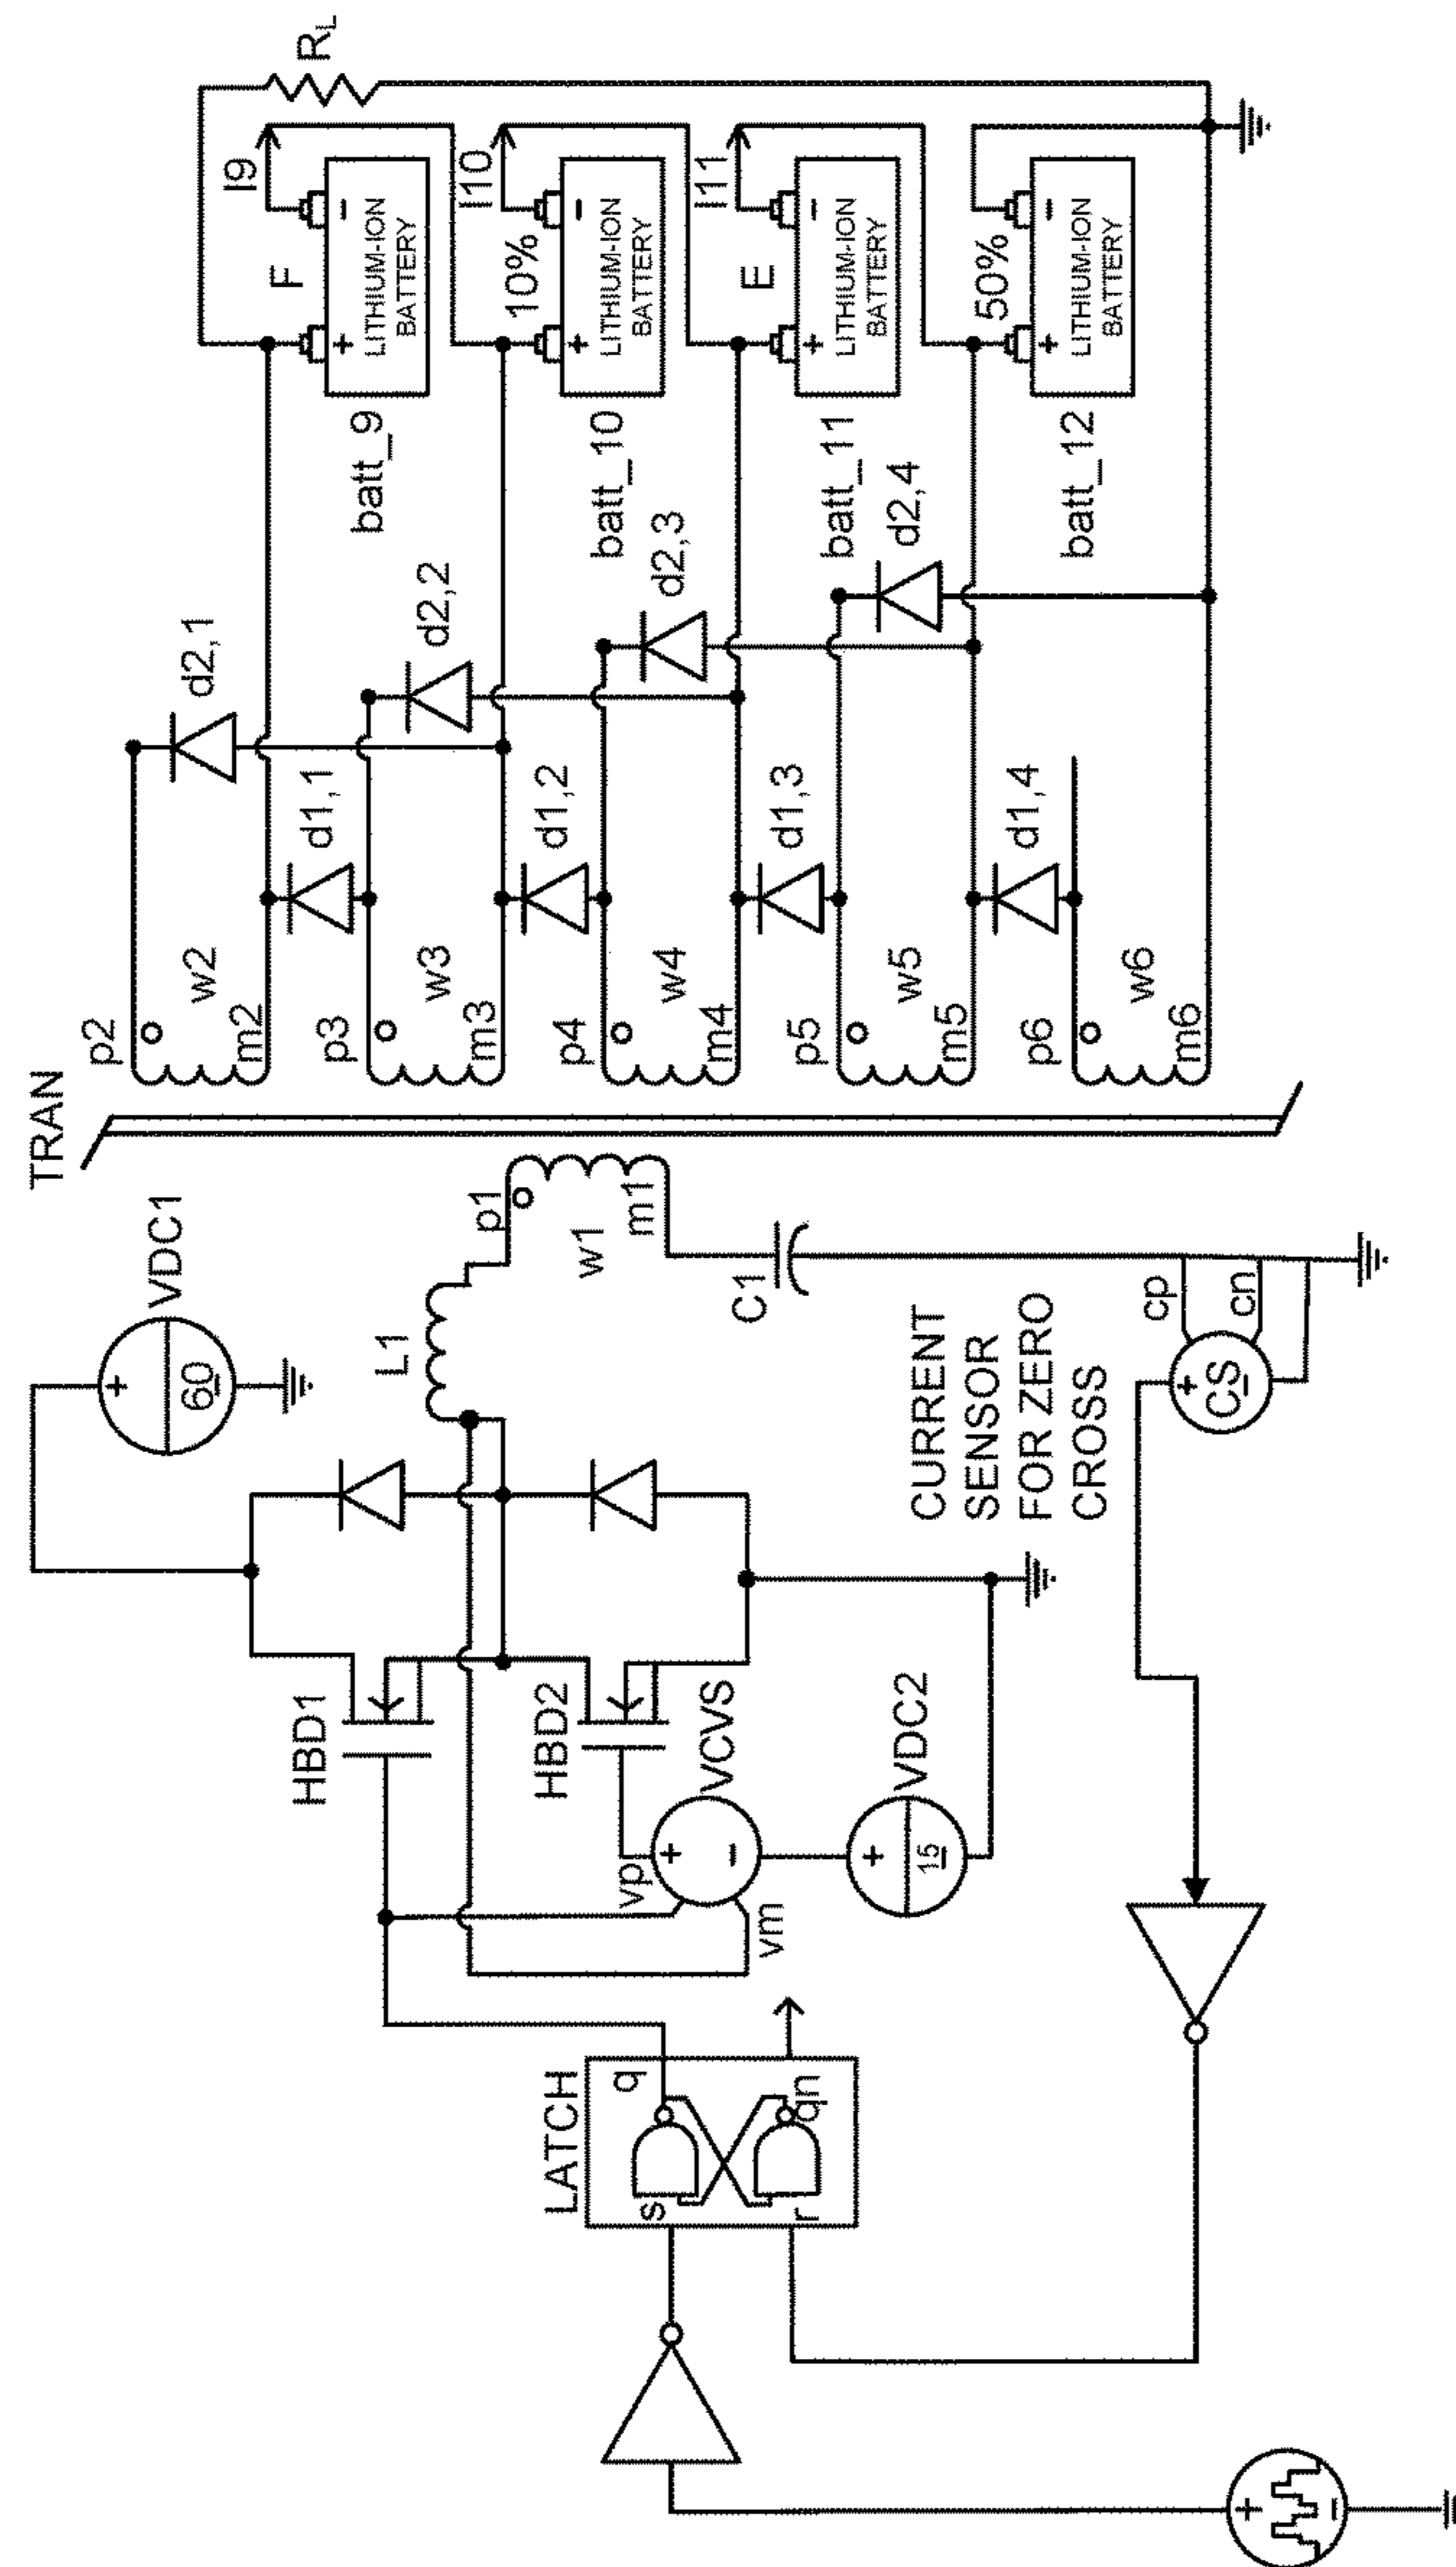 TRAN
VDC1
+
60
L1
p1
w1
m1
C1
CURRENT
SENSOR
FOR ZERO
CROSS
cp
cn
+
CS
HBD1
HBD2
VCVS
vp
+
−
vm
VDC2
+
15
LATCH
q
qn
s
r
+
−
p2
w2
m2
p3
w3
m3
p4
w4
m4
p5
w5
m5
p6
w6
m6
d2,1
d1,1
d2,2
d1,2
d2,3
d1,3
d2,4
d1,4
RL
I9
F
+
−
LITHIUM-ION
BATTERY
batt_9
I10
10%
+
−
LITHIUM-ION
BATTERY
batt_10
I11
E
+
−
LITHIUM-ION
BATTERY
batt_11
50%
+
−
LITHIUM-ION
BATTERY
batt_12